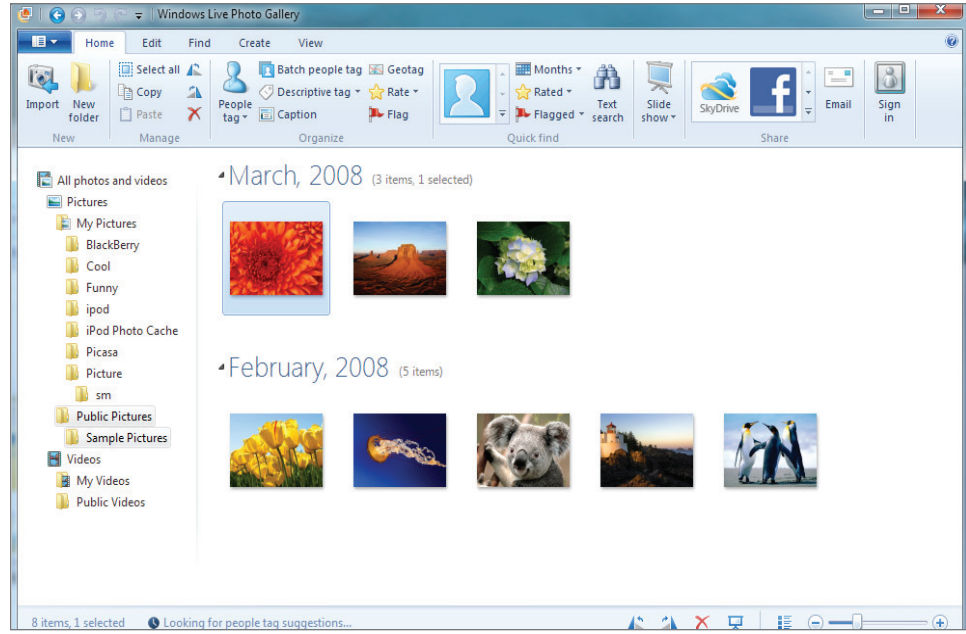 Windows Live Photo Gallery
Home Edit Find Create View
Import
New folder
New
Select all
Copy
Paste
Manage
People tag
Batch people tag
Descriptive tag
Caption
Geotag
Rate
Flag
Organize
Months
Rated
Flagged
Text search
Quick find
Slide show
SkyDrive
f
Email
Share
Sign in
All photos and videos
Pictures
My Pictures
BlackBerry
Cool
Funny
ipod
iPod Photo Cache
Picasa
Picture
sm
Public Pictures
Sample Pictures
Videos
My Videos
Public Videos
March, 2008 (3 items, 1 selected)
February, 2008 (5 items)
8 items, 1 selected
Looking for people tag suggestions...